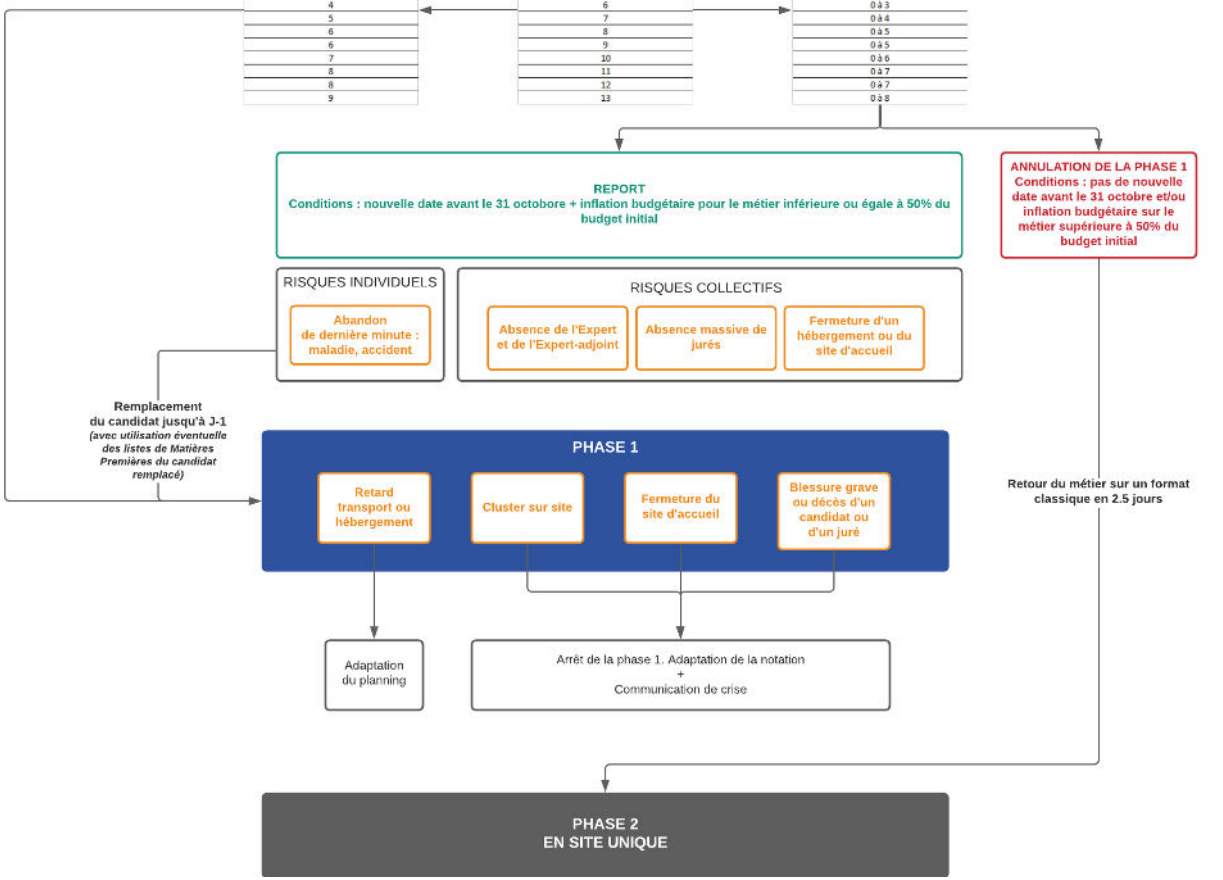 4 6 0 à 3
5 7 0 à 4
6 8 0 à 5
6 9 0 à 5
7 10 0 à 6
8 11 0 à 7
8 12 0 à 7
9 13 0 à 8
REPORT
Conditions : nouvelle date avant le 31 octobore + inflation budgétaire pour le métier inférieure ou égale à 50% du
budget initial
ANNULATION DE LA PHASE 1
Conditions : pas de nouvelle
date avant le 31 octobre et/ou
inflation budgétaire sur le
métier supérieure à 50% du
budget initial
RISQUES INDIVIDUELS
Abandon
de dernière minute :
maladie, accident
RISQUES COLLECTIFS
Absence de l'Expert
et de l'Expert-adjoint
Absence massive de
jurés
Fermeture d'un
hébergement ou du
site d'accueil
Remplacement
du candidat jusqu'à J-1
(avec utilisation éventuelle
des listes de Matières
Premières du candidat
remplacé)
PHASE 1
Retard
transport ou
hébergement
Cluster sur site
Fermeture du
site d'accueil
Blessure grave
ou décès d'un
candidat ou
d'un juré
Retour du métier sur un format
classique en 2.5 jours
Adaptation
du planning
Arrêt de la phase 1. Adaptation de la notation
+
Communication de crise
PHASE 2
EN SITE UNIQUE